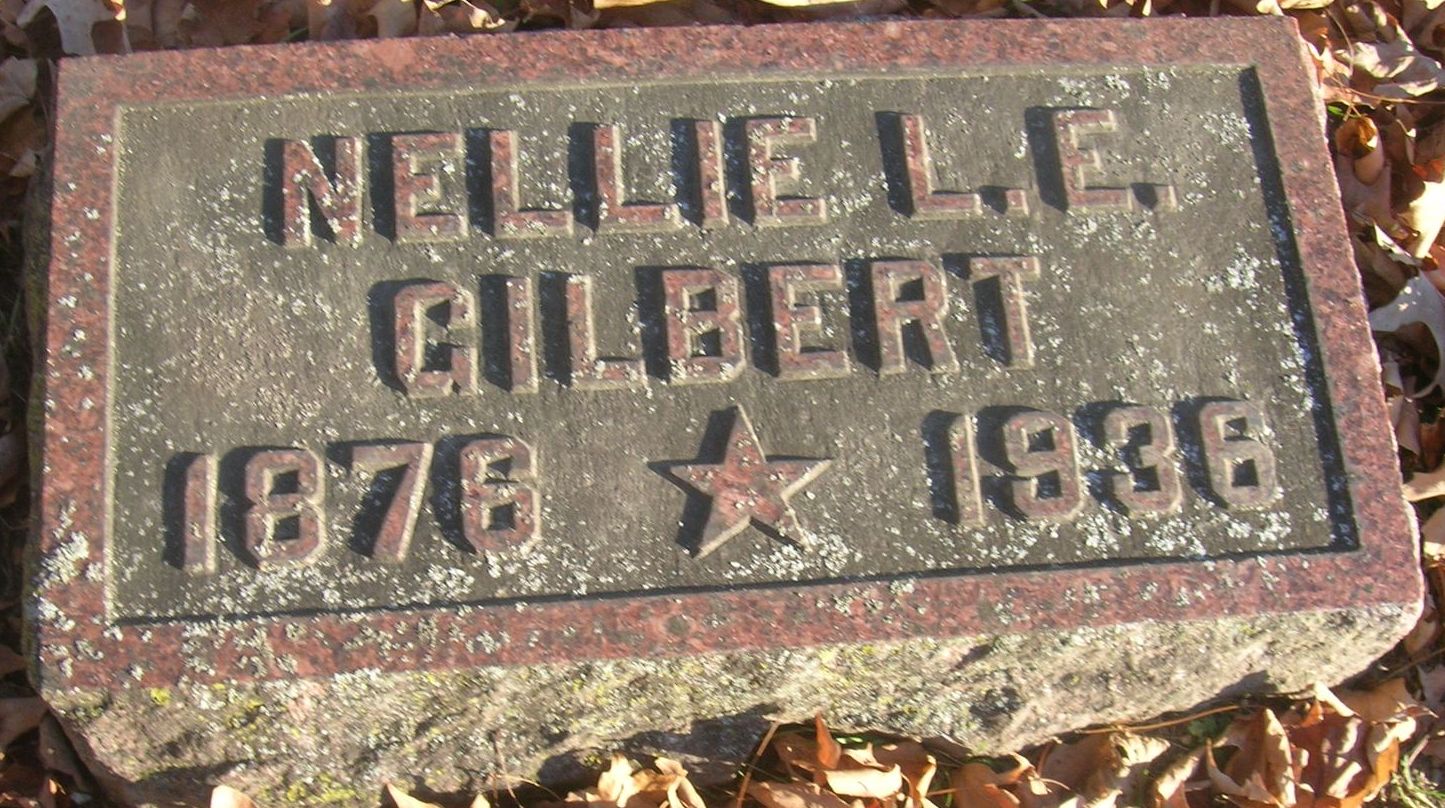 NELLIE L. E.
GILBERT
1876 ★ 1936